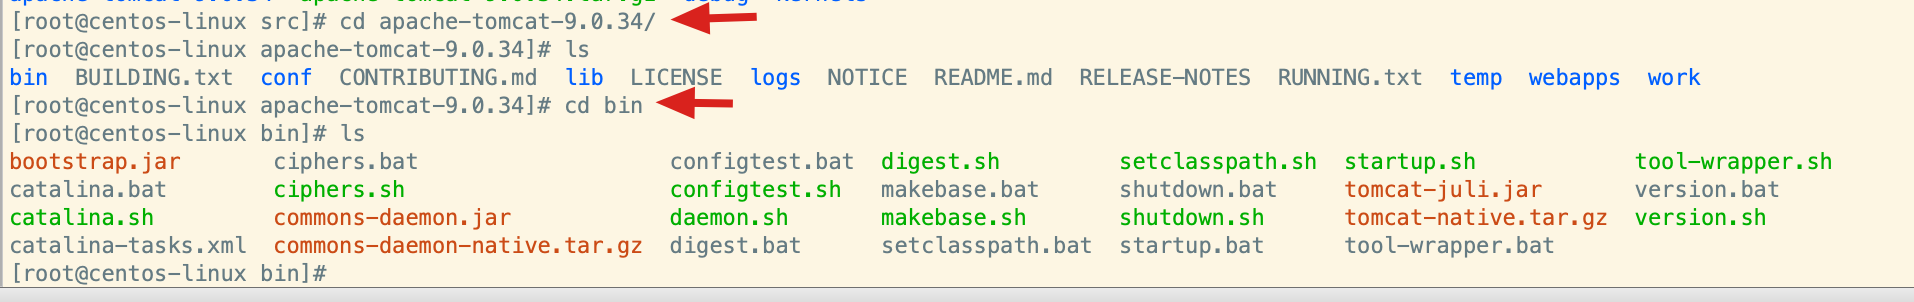 [root@centos-linux src]# cd apache-tomcat-9.0.34/
[root@centos-linux apache-tomcat-9.0.34]# ls
bin  BUILDING.txt  conf  CONTRIBUTING.md  lib  LICENSE  logs  NOTICE  README.md  RELEASE-NOTES  RUNNING.txt  temp  webapps  work
[root@centos-linux apache-tomcat-9.0.34]# cd bin
[root@centos-linux bin]# ls
bootstrap.jar       ciphers.bat                   configtest.bat  digest.sh         setclasspath.sh  startup.sh            tool-wrapper.sh
catalina.bat        ciphers.sh                    configtest.sh   makebase.bat      shutdown.bat     tomcat-juli.jar       version.bat
catalina.sh         commons-daemon.jar            daemon.sh       makebase.sh       shutdown.sh      tomcat-native.tar.gz  version.sh
catalina-tasks.xml  commons-daemon-native.tar.gz  digest.bat      setclasspath.bat  startup.bat      tool-wrapper.bat
[root@centos-linux bin]#